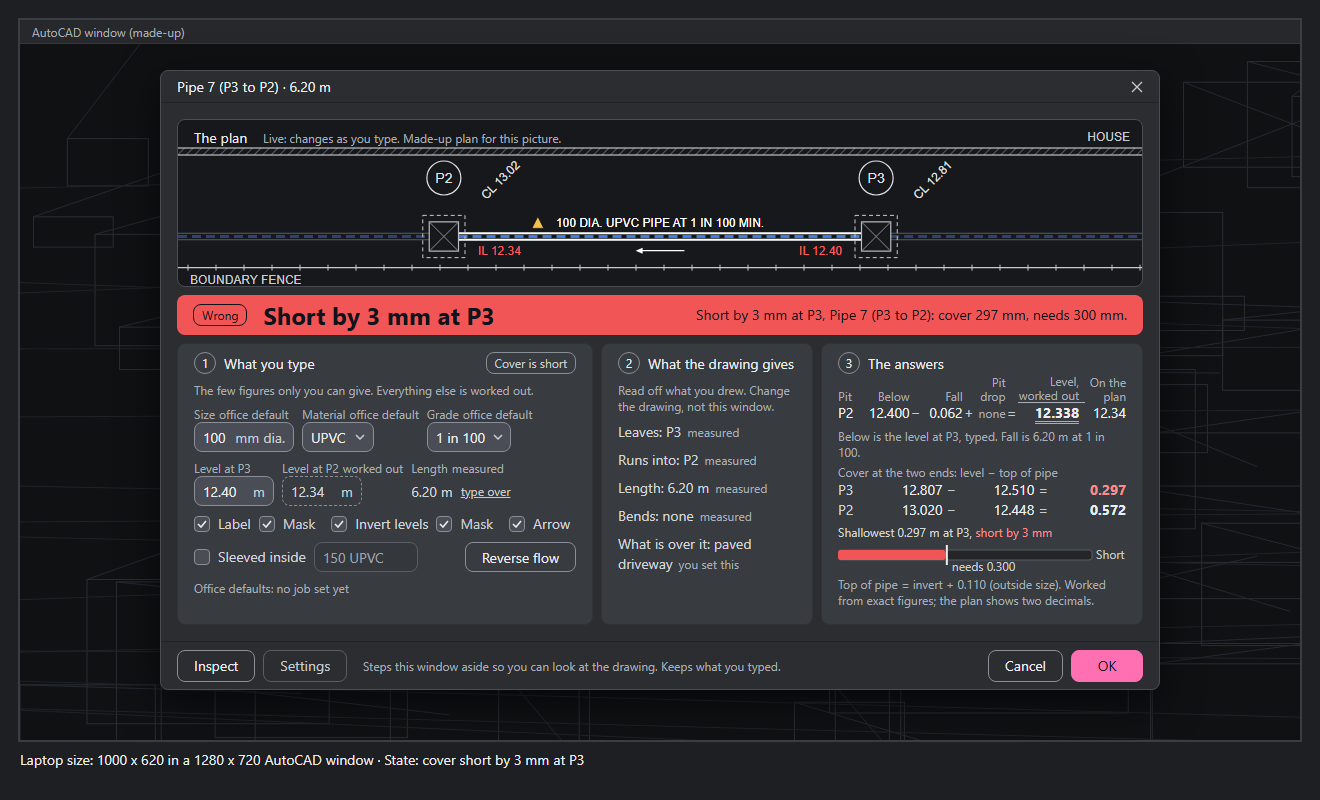 AutoCAD window (made-up)
Pipe 7 (P3 to P2) · 6.20 m
The plan Live: changes as you type. Made-up plan for this picture. HOUSE
P2 CL 13.02 P3 CL 12.81
100 DIA. UPVC PIPE AT 1 IN 100 MIN.
IL 12.34 IL 12.40
BOUNDARY FENCE
Wrong Short by 3 mm at P3 Short by 3 mm at P3, Pipe 7 (P3 to P2): cover 297 mm, needs 300 mm.
1 What you type Cover is short
The few figures only you can give. Everything else is worked out.
Size office default Material office default Grade office default
100 mm dia. UPVC 1 in 100
Level at P3 Level at P2 worked out Length measured
12.40 m 12.34 m 6.20 m type over
Label Mask Invert levels Mask Arrow
Sleeved inside 150 UPVC Reverse flow
Office defaults: no job set yet
2 What the drawing gives
Read off what you drew. Change
the drawing, not this window.
Leaves: P3 measured
Runs into: P2 measured
Length: 6.20 m measured
Bends: none measured
What is over it: paved
driveway you set this
3 The answers
Pit Below Fall Pit drop Level, worked out On the plan
P2 12.400 − 0.062 + none = 12.338 12.34
Below is the level at P3, typed. Fall is 6.20 m at 1 in
100.
Cover at the two ends: level − top of pipe
P3 12.807 − 12.510 = 0.297
P2 13.020 − 12.448 = 0.572
Shallowest 0.297 m at P3, short by 3 mm
Short
needs 0.300
Top of pipe = invert + 0.110 (outside size). Worked
from exact figures; the plan shows two decimals.
Inspect Settings Steps this window aside so you can look at the drawing. Keeps what you typed. Cancel OK
Laptop size: 1000 x 620 in a 1280 x 720 AutoCAD window · State: cover short by 3 mm at P3